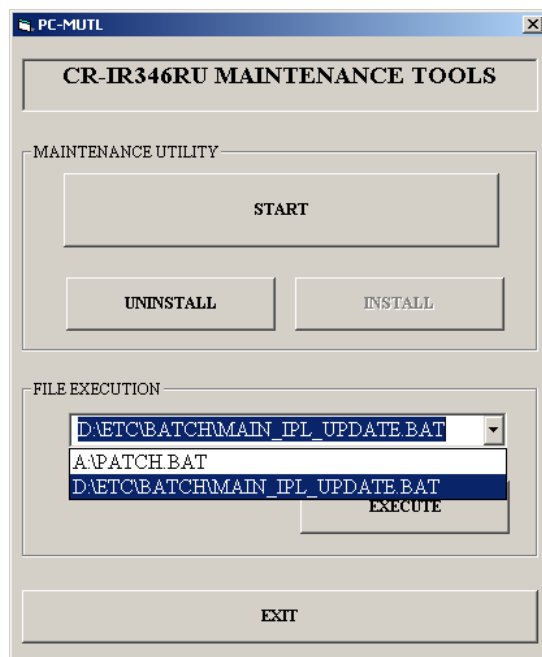 PC-MUTL
CR-IR346RU MAINTENANCE TOOLS
MAINTENANCE UTILITY
START
UNINSTALL INSTALL
FILE EXECUTION
D:\ETC\BATCH\MAIN_IPL_UPDATE.BAT
A:\PATCH.BAT
D:\ETC\BATCH\MAIN_IPL_UPDATE.BAT
EXECUTE
EXIT